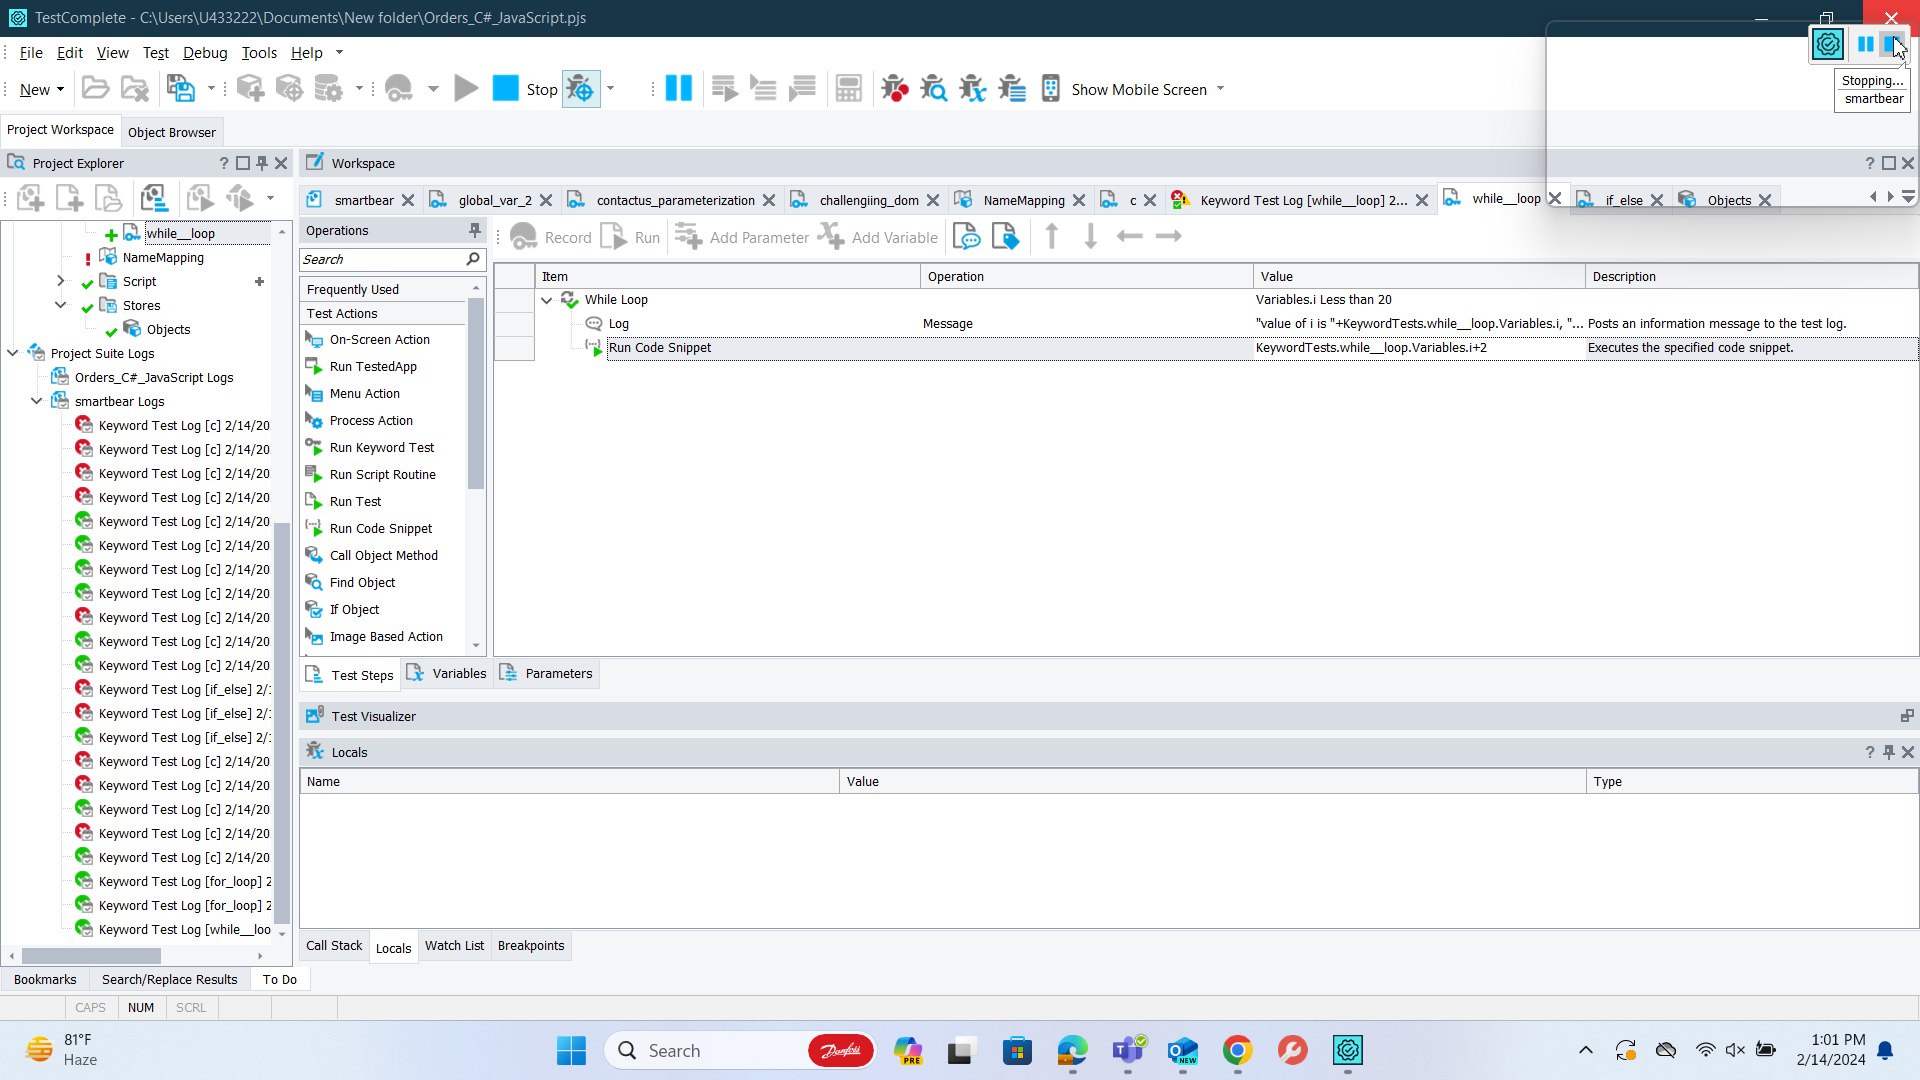 TestComplete - C:\Users\U433222\Documents\New folder\Orders_C#_JavaScript.pjs
File Edit View Test Debug Tools Help
New
Stop
Show Mobile Screen
Stopping...
smartbear
Project Workspace
Object Browser
Project Explorer
Workspace
smartbear
global_var_2
contactus_parameterization
challengiing_dom
NameMapping
c
Keyword Test Log [while__loop] 2...
while__loop
if_else
Objects
while__loop
NameMapping
Script
Stores
Objects
Project Suite Logs
Orders_C#_JavaScript Logs
smartbear Logs
Keyword Test Log [c] 2/14/20
Keyword Test Log [c] 2/14/20
Keyword Test Log [c] 2/14/20
Keyword Test Log [c] 2/14/20
Keyword Test Log [c] 2/14/20
Keyword Test Log [c] 2/14/20
Keyword Test Log [c] 2/14/20
Keyword Test Log [c] 2/14/20
Keyword Test Log [c] 2/14/20
Keyword Test Log [c] 2/14/20
Keyword Test Log [c] 2/14/20
Keyword Test Log [if_else] 2/
Keyword Test Log [if_else] 2/
Keyword Test Log [if_else] 2/
Keyword Test Log [c] 2/14/20
Keyword Test Log [c] 2/14/20
Keyword Test Log [c] 2/14/20
Keyword Test Log [c] 2/14/20
Keyword Test Log [c] 2/14/20
Keyword Test Log [for_loop] 2
Keyword Test Log [for_loop] 2
Keyword Test Log [while__loo
Operations
Search
Frequently Used
Test Actions
On-Screen Action
Run TestedApp
Menu Action
Process Action
Run Keyword Test
Run Script Routine
Run Test
Run Code Snippet
Call Object Method
Find Object
If Object
Image Based Action
Record
Run
Add Parameter
Add Variable
Item Operation Value Description
While Loop Variables.i Less than 20
Log Message "value of i is "+KeywordTests.while__loop.Variables.i, "... Posts an information message to the test log.
Run Code Snippet KeywordTests.while__loop.Variables.i+2 Executes the specified code snippet.
Test Steps
Variables
Parameters
Test Visualizer
Locals
Name Value Type
Call Stack
Locals
Watch List
Breakpoints
Bookmarks
Search/Replace Results
To Do
CAPS NUM SCRL
81°F
Haze
Search
Danfoss
PRE
NEW
1:01 PM
2/14/2024